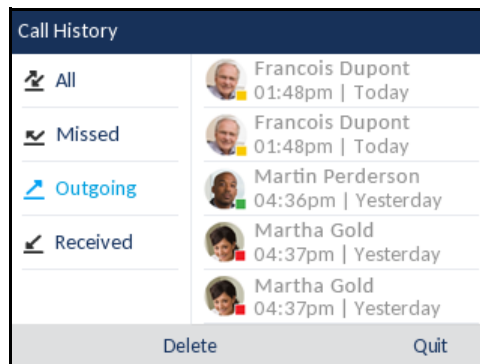 Call History
All
Missed
Outgoing
Received
Francois Dupont
01:48pm | Today
Francois Dupont
01:48pm | Today
Martin Perderson
04:36pm | Yesterday
Martha Gold
04:37pm | Yesterday
Martha Gold
04:37pm | Yesterday
Delete
Quit